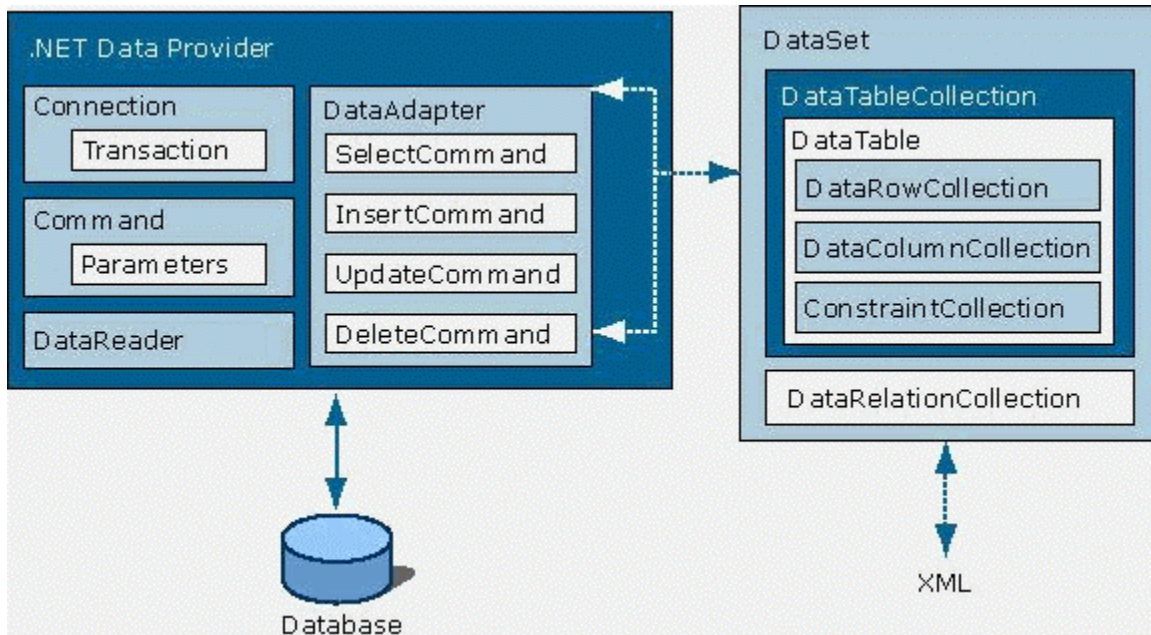 .NET Data Provider
Connection
Transaction
Command
Parameters
DataReader
DataAdapter
SelectCommand
InsertCommand
UpdateCommand
DeleteCommand
Database
DataSet
DataTableCollection
DataTable
DataRowCollection
DataColumnCollection
ConstraintCollection
DataRelationCollection
XML